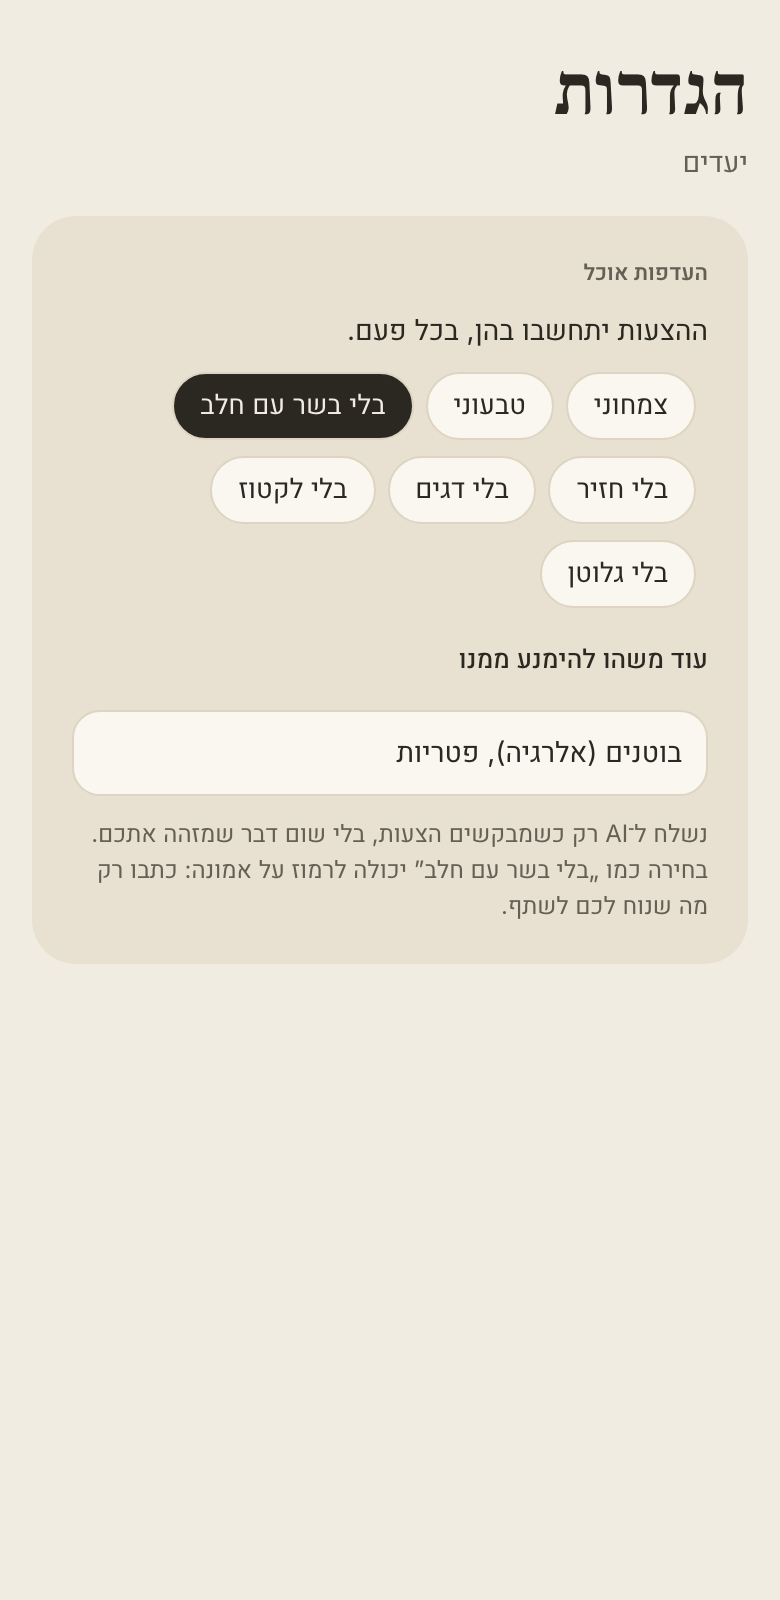 הגדרות
יעדים
העדפות אוכל
ההצעות יתחשבו בהן, בכל פעם.
צמחוני
טבעוני
בלי בשר עם חלב
בלי חזיר
בלי דגים
בלי לקטוז
בלי גלוטן
עוד משהו להימנע ממנו
בוטנים (אלרגיה), פטריות
נשלח ל־AI רק כשמבקשים הצעות, בלי שום דבר שמזהה אתכם.
בחירה כמו „בלי בשר עם חלב” יכולה לרמוז על אמונה: כתבו רק
מה שנוח לכם לשתף.